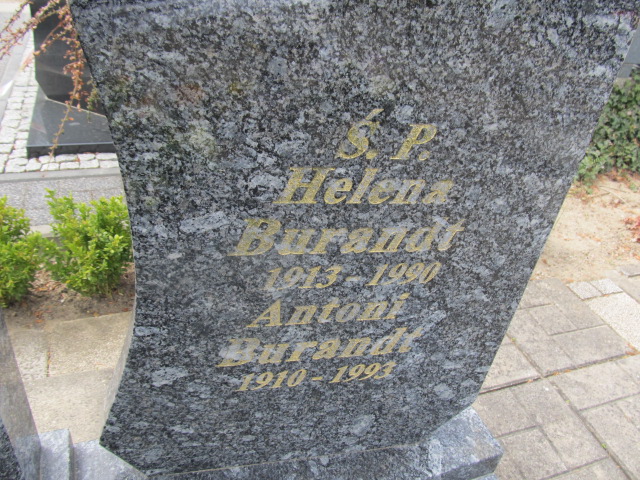 Ś. P.
Helena
Burandt
1913 - 1990
Antoni
Burandt
1910 - 1993